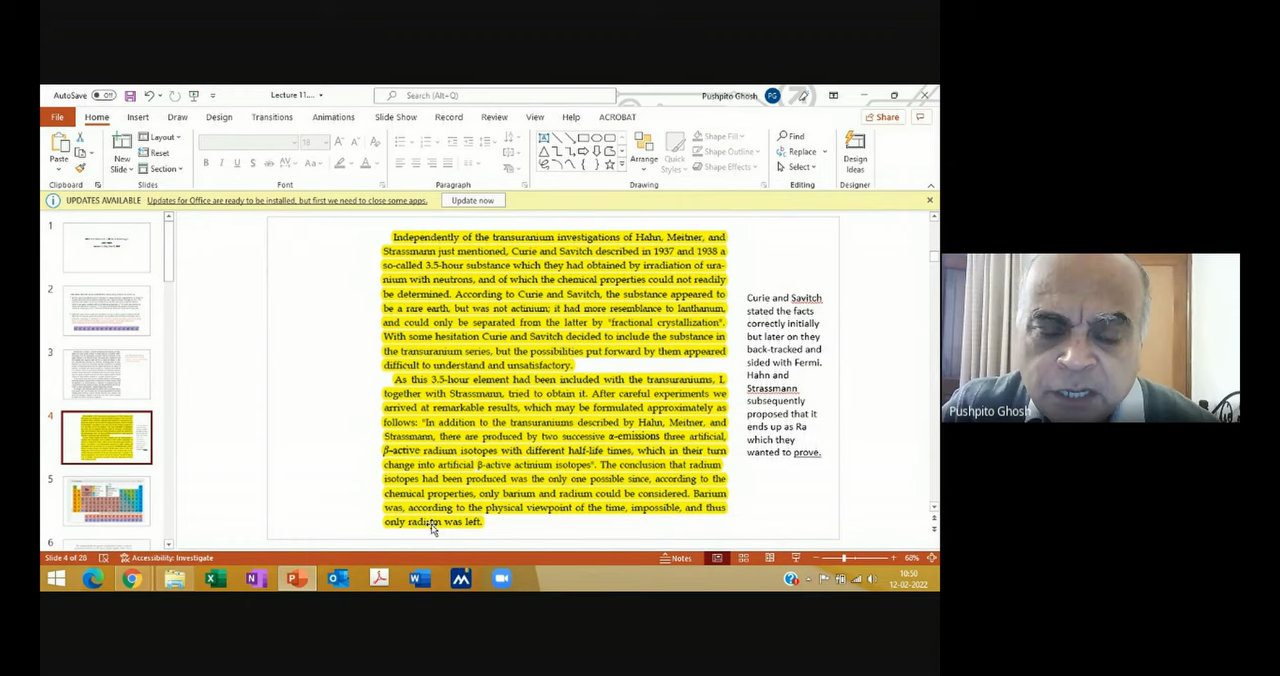 AutoSave Off
Lecture 11....
Search (Alt+Q)
Pushpito Ghosh PG
File Home Insert Draw Design Transitions Animations Slide Show Record Review View Help ACROBAT
Share
Paste
New
Slide
Layout
Reset
Section
18
Shape Fill
Shape Outline
Shape Effects
Arrange
Quick
Styles
Find
Replace
Select
Design
Ideas
Clipboard Slides Font Paragraph Drawing Editing Designer
UPDATES AVAILABLE Updates for Office are ready to be installed, but first we need to close some apps. Update now
1
2
3
4
5
6
Independently of the transuranium investigations of Hahn, Meitner, and
Strassmann just mentioned, Curie and Savitch described in 1937 and 1938 a
so-called 3.5-hour substance which they had obtained by irradiation of ura-
nium with neutrons, and of which the chemical properties could not readily
be determined. According to Curie and Savitch, the substance appeared to
be a rare earth, but was not actinium; it had more resemblance to lanthanum,
and could only be separated from the latter by "fractional crystallization".
With some hesitation Curie and Savitch decided to include the substance in
the transuranium series, but the possibilities put forward by them appeared
difficult to understand and unsatisfactory.
As this 3.5-hour element had been included with the transuraniums, I,
together with Strassmann, tried to obtain it. After careful experiments we
arrived at remarkable results, which may be formulated approximately as
follows: "In addition to the transuraniums described by Hahn, Meitner, and
Strassmann, there are produced by two successive α-emissions three artificial,
β-active radium isotopes with different half-life times, which in their turn
change into artificial β-active actinium isotopes". The conclusion that radium
isotopes had been produced was the only one possible since, according to the
chemical properties, only barium and radium could be considered. Barium
was, according to the physical viewpoint of the time, impossible, and thus
only radium was left.
Curie and Savitch
stated the facts
correctly initially
but later on they
back-tracked and
sided with Fermi.
Hahn and
Strassmann
subsequently
proposed that it
ends up as Ra
which they
wanted to prove.
Pushpito Ghosh
Slide 4 of 28
Accessibility: Investigate
Notes
68%
10:50
12-02-2022